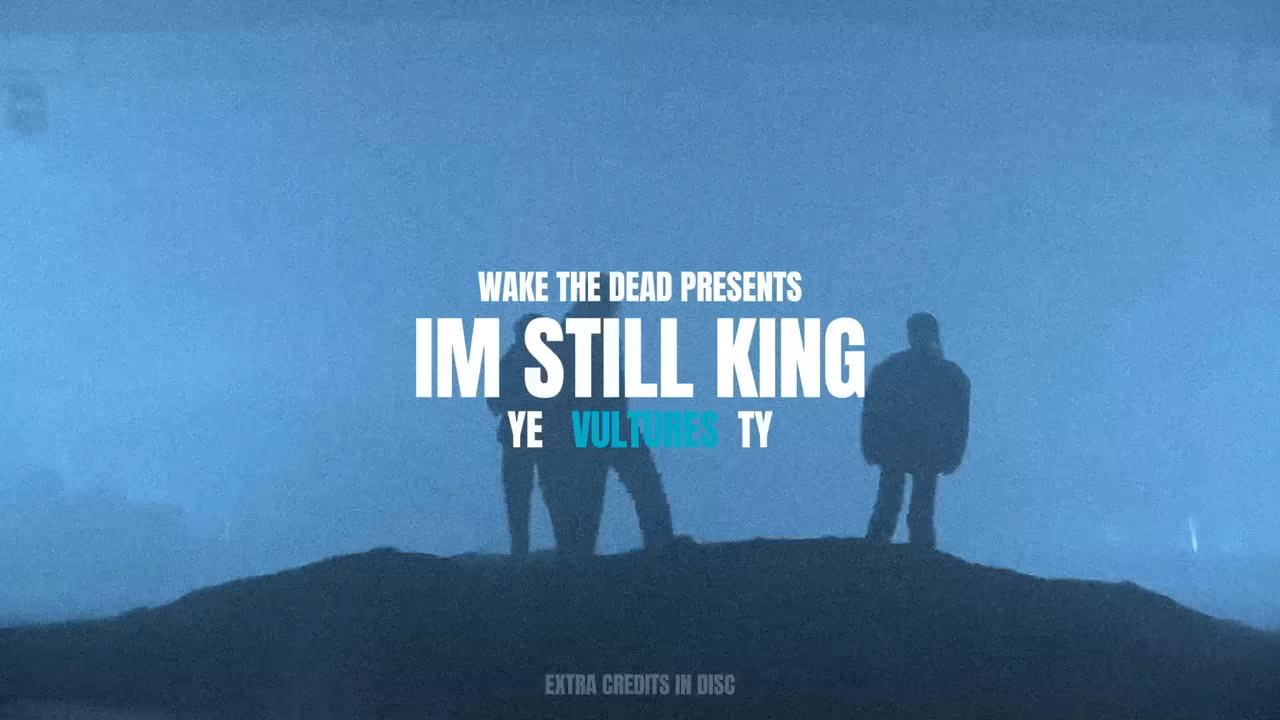 WAKE THE DEAD PRESENTS
IM STILL KING
YE VULTURES TY
EXTRA CREDITS IN DISC